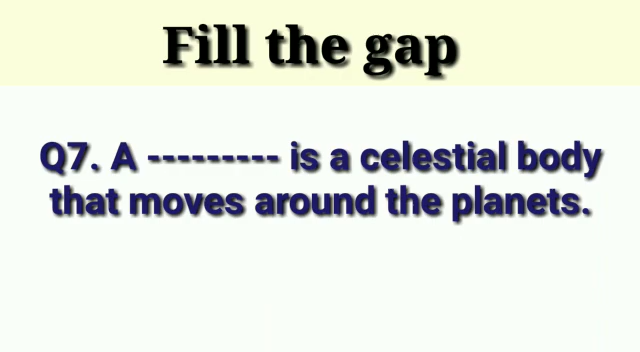 Fill the gap
Q7. A --------- is a celestial body
that moves around the planets.